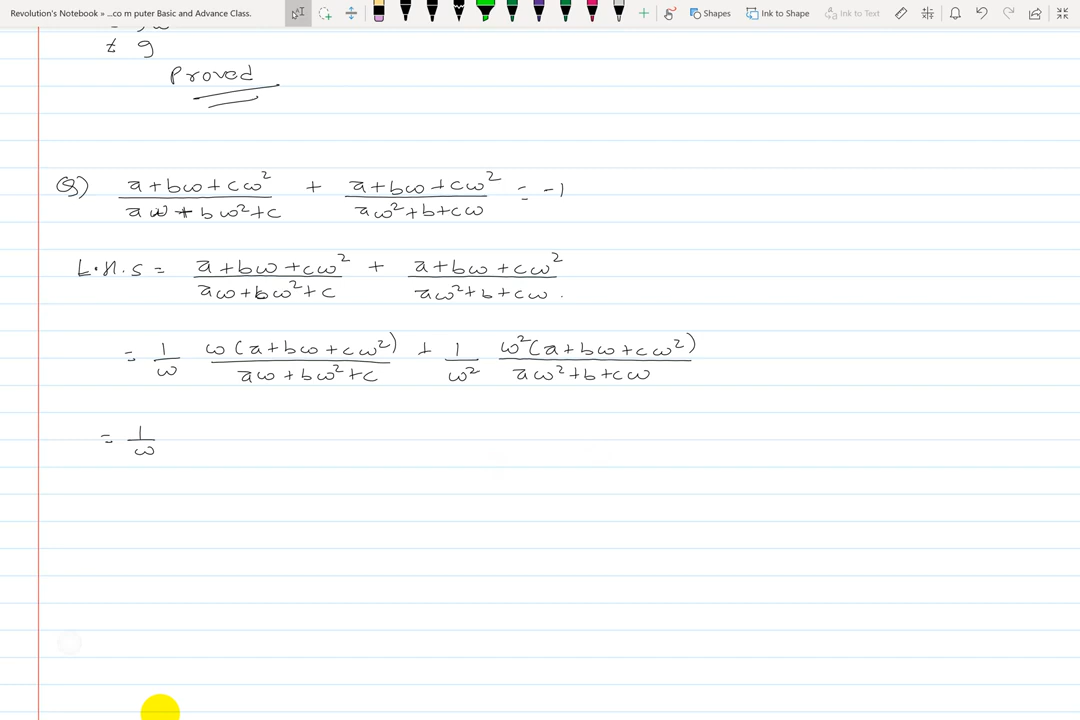 Revolution's Notebook » ...co m puter Basic and Advance Class. Shapes Ink to Shape Ink to Text
g
Proved
Q) (a+bω+cω²)/(aω+bω²+c) + (a+bω+cω²)/(aω²+b+cω) = -1
L.H.S = (a+bω+cω²)/(aω+bω²+c) + (a+bω+cω²)/(aω²+b+cω).
= 1/ω ω(a+bω+cω²)/(aω+bω²+c) + 1/ω² ω²(a+bω+cω²)/(aω²+b+cω)
= 1/ω